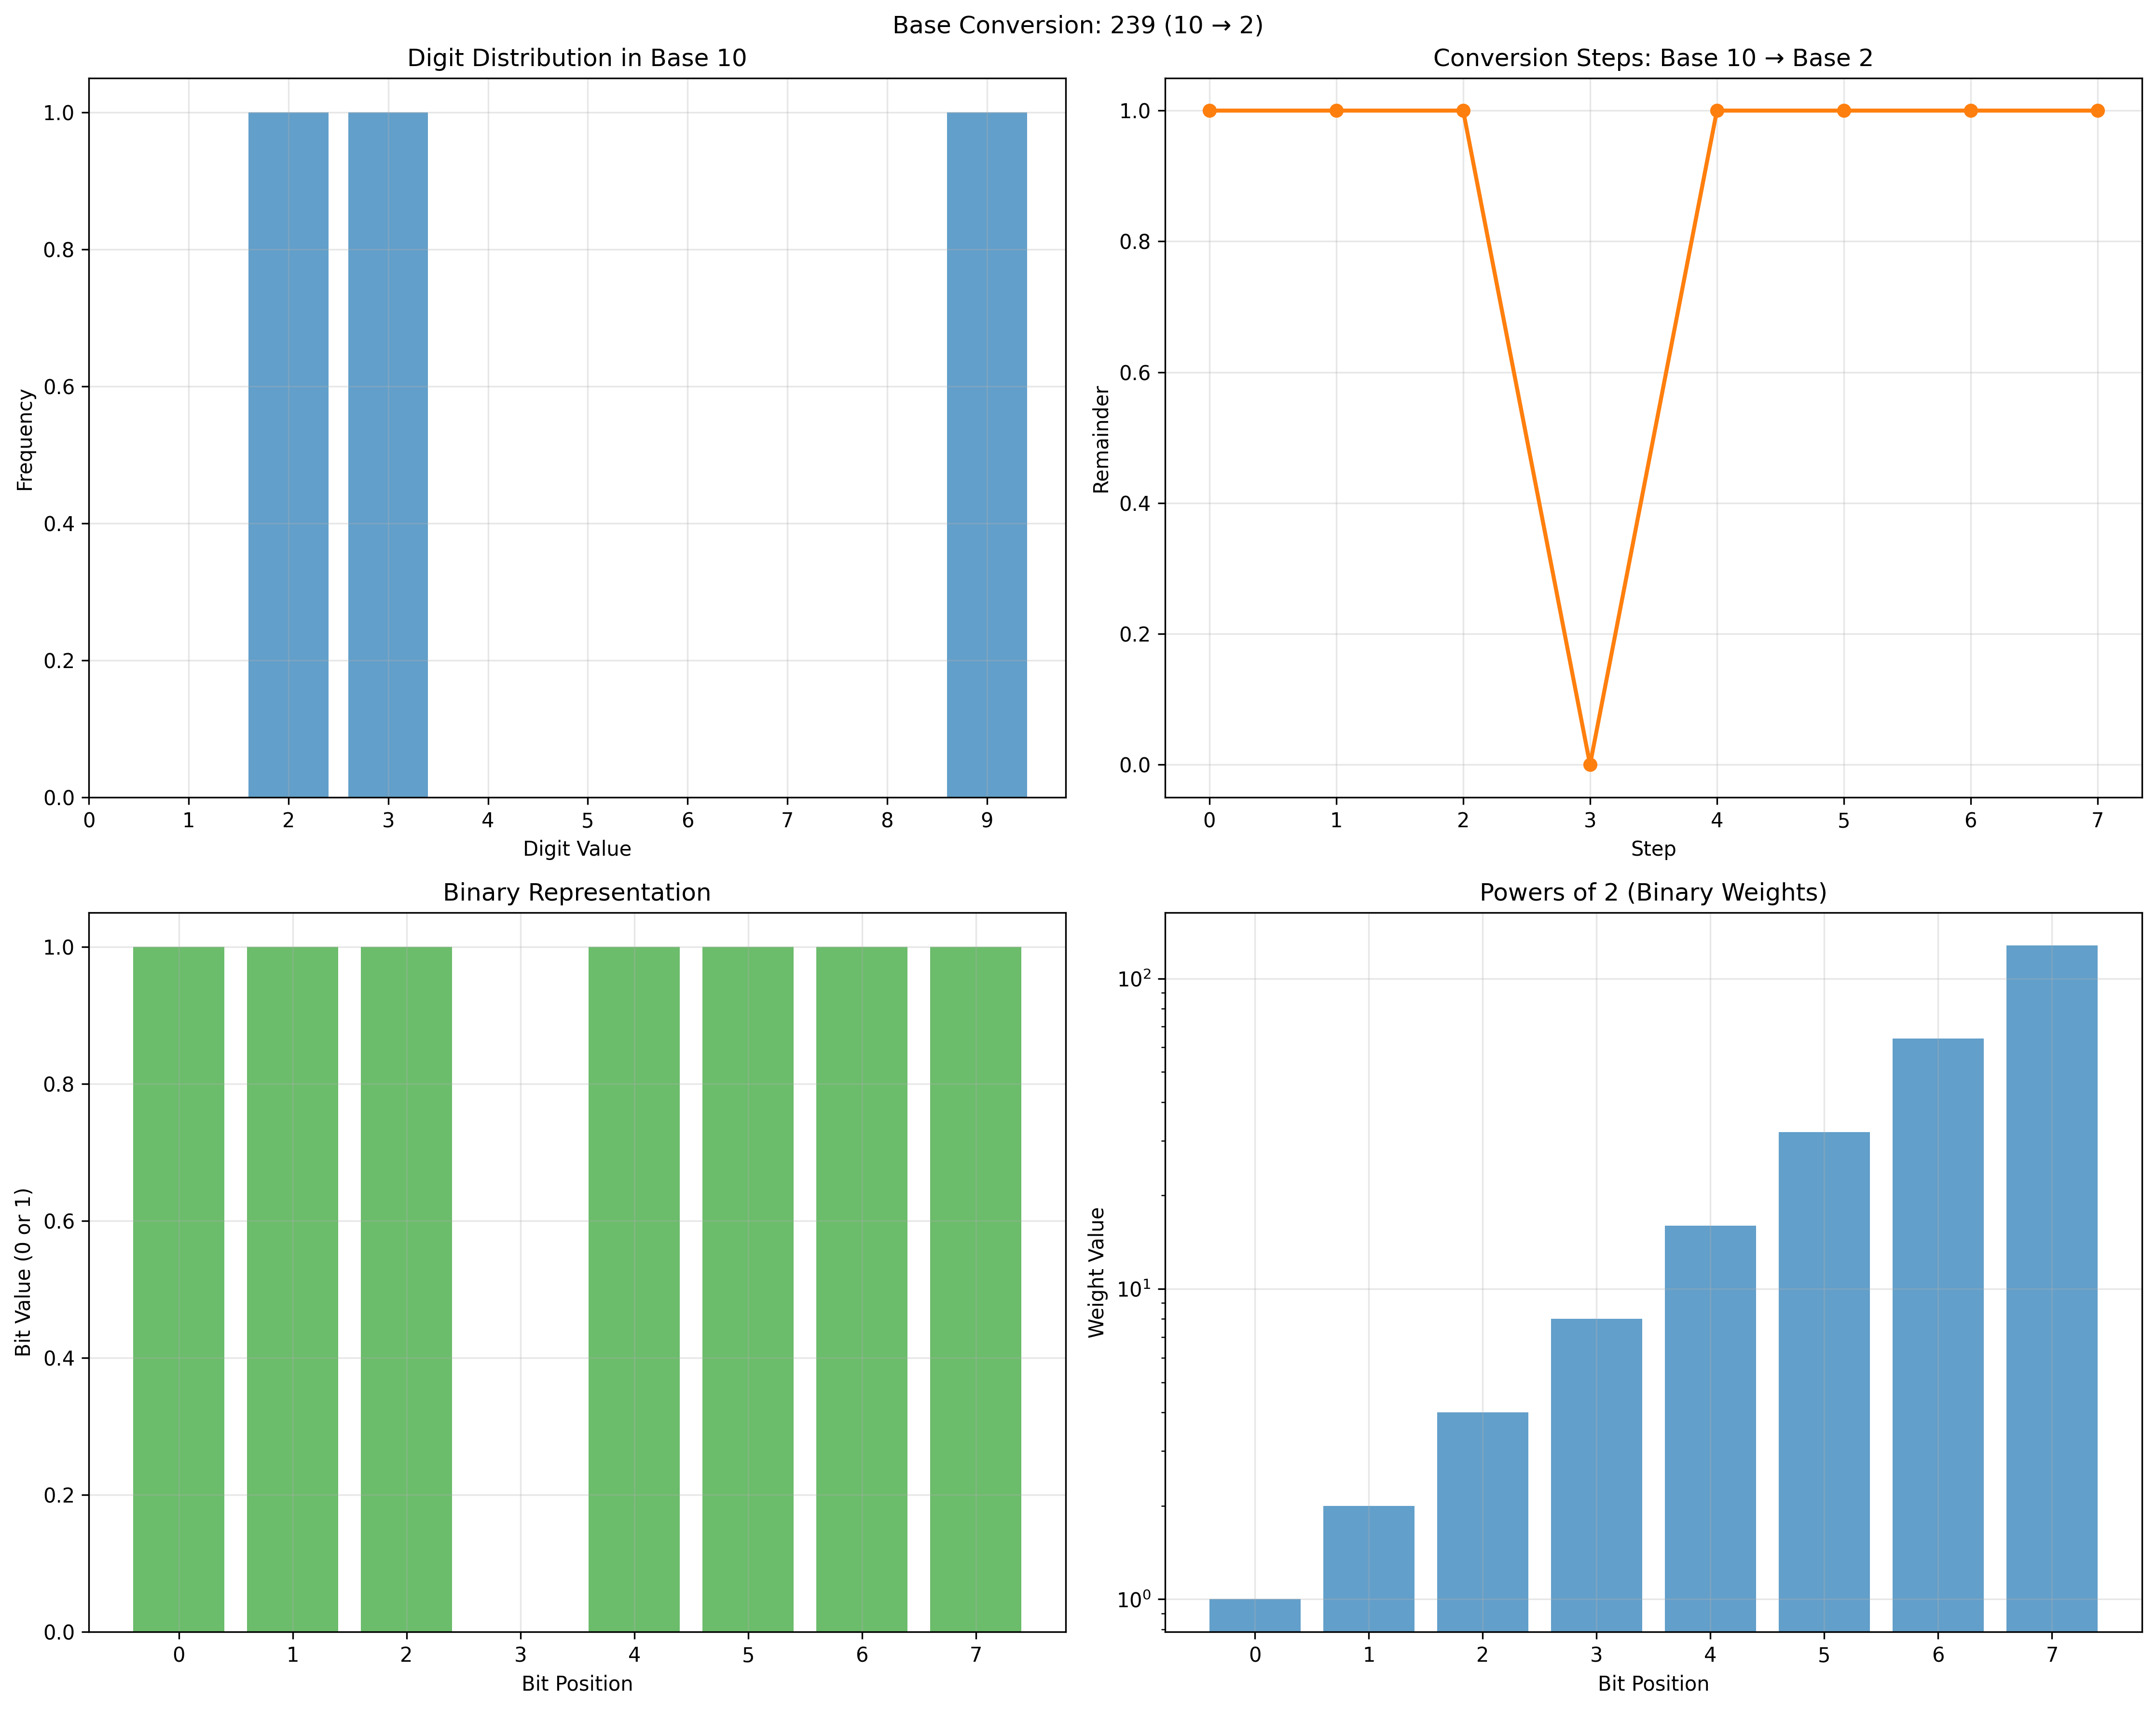 Base Conversion: 239 (10 → 2)
Digit Distribution in Base 10
Frequency
1.0
0.8
0.6
0.4
0.2
0.0
0 1 2 3 4 5 6 7 8 9
Digit Value
Conversion Steps: Base 10 → Base 2
Remainder
1.0
0.8
0.6
0.4
0.2
0.0
0 1 2 3 4 5 6 7
Step
Binary Representation
Bit Value (0 or 1)
1.0
0.8
0.6
0.4
0.2
0.0
0 1 2 3 4 5 6 7
Bit Position
Powers of 2 (Binary Weights)
Weight Value
10²
10¹
10⁰
0 1 2 3 4 5 6 7
Bit Position